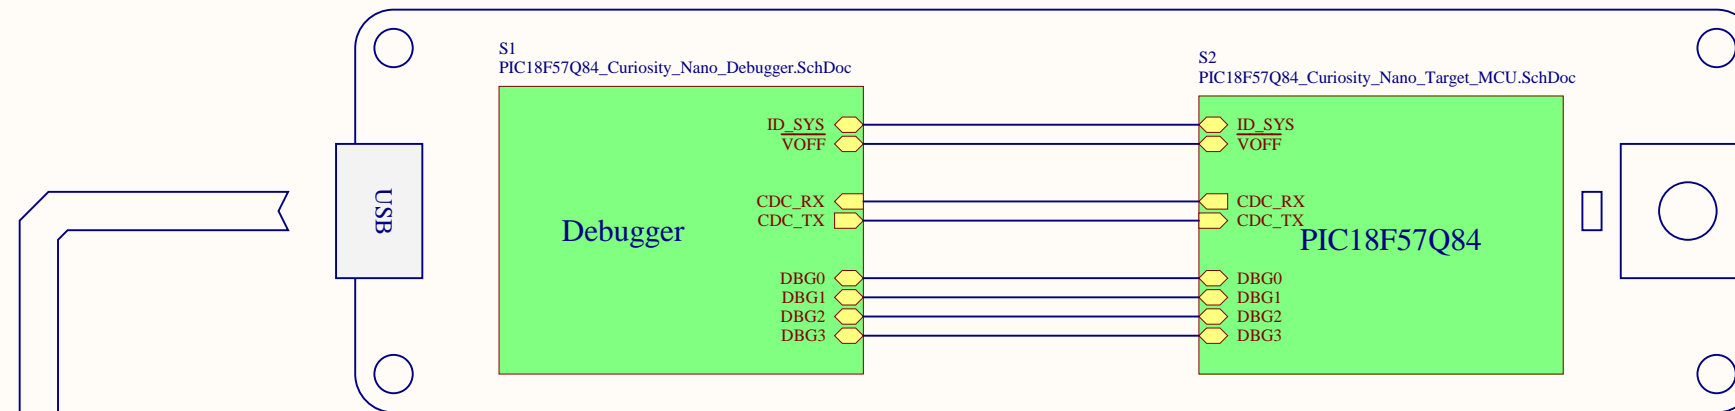 S1
PIC18F57Q84_Curiosity_Nano_Debugger.SchDoc
ID_SYS
VOFF
CDC_RX
CDC_TX
DBG0
DBG1
DBG2
DBG3
Debugger
USB
S2
PIC18F57Q84_Curiosity_Nano_Target_MCU.SchDoc
ID_SYS
VOFF
CDC_RX
CDC_TX
DBG0
DBG1
DBG2
DBG3
PIC18F57Q84